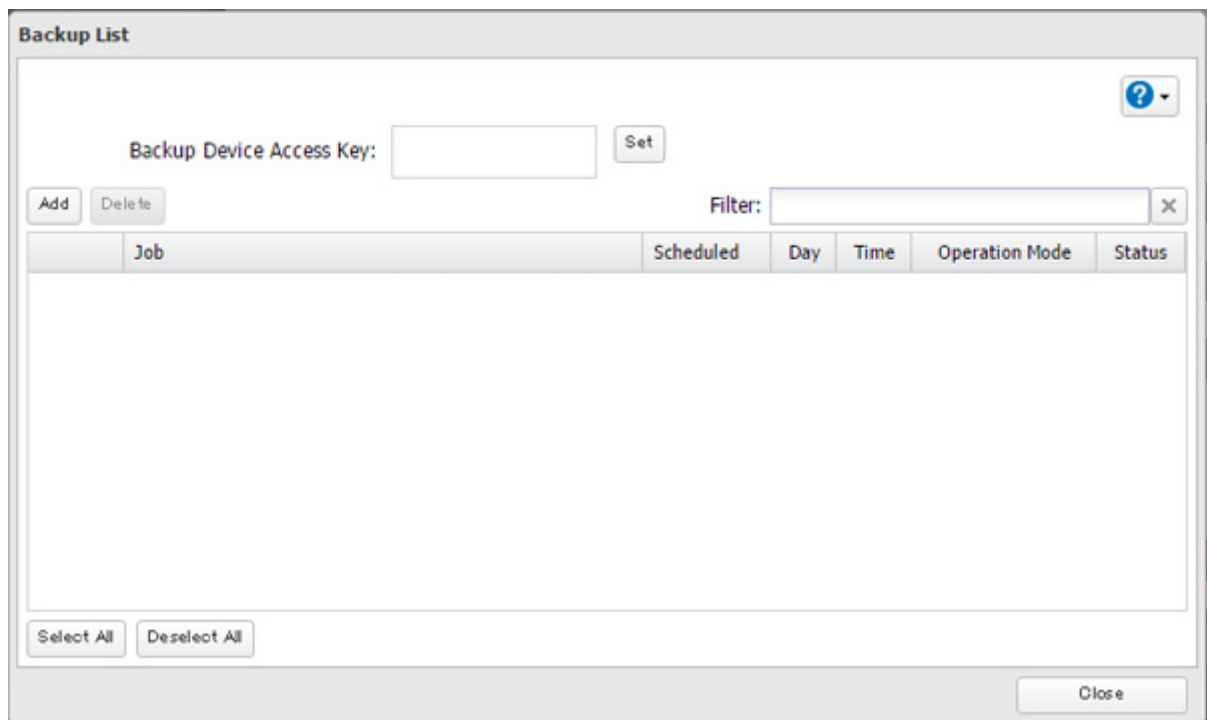 Backup List
Backup Device Access Key: Set
Add Delete Filter:
Job Scheduled Day Time Operation Mode Status
Select All Deselect All
Close